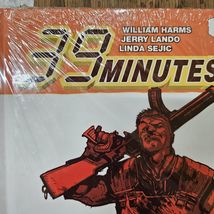 WILLIAM HARMS
JERRY LANDO
LINDA SEJIC
39 MINUTES